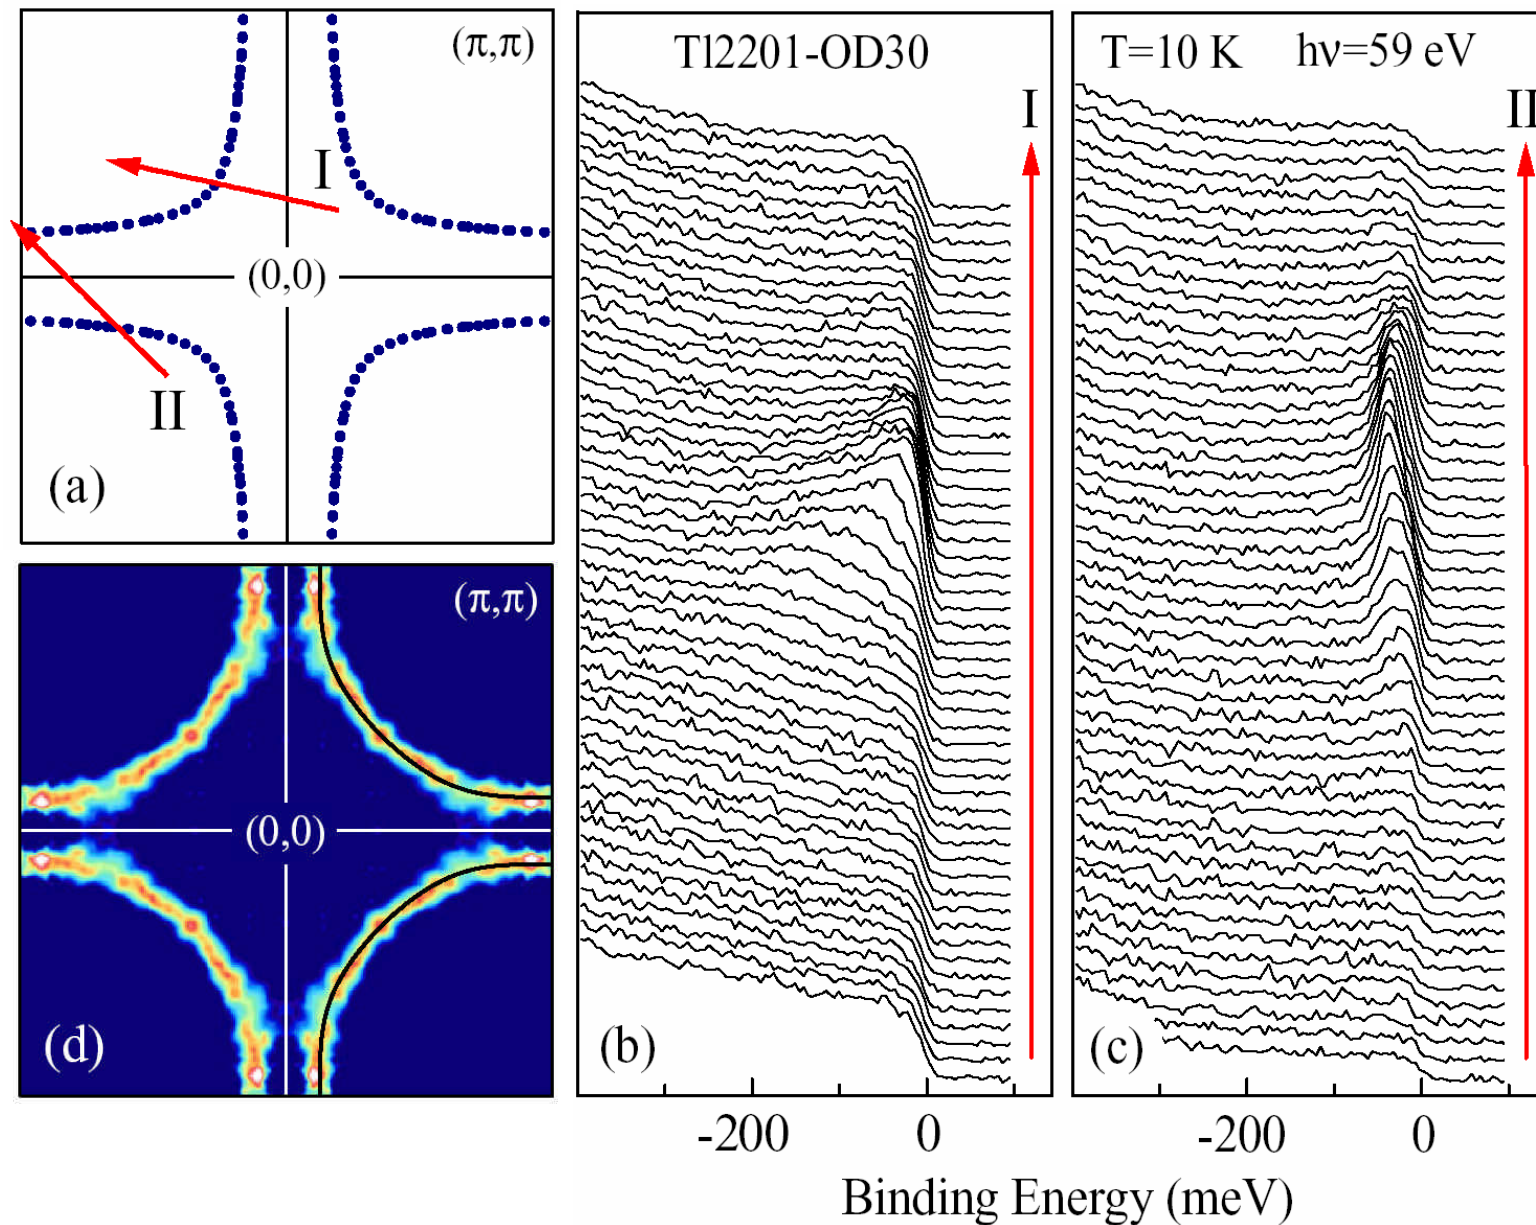 (π,π)
I
(0,0)
II
(a)
Tl2201-OD30
I
(b)
-200 0
T=10 K hν=59 eV
II
(c)
-200 0
Binding Energy (meV)
(π,π)
(0,0)
(d)